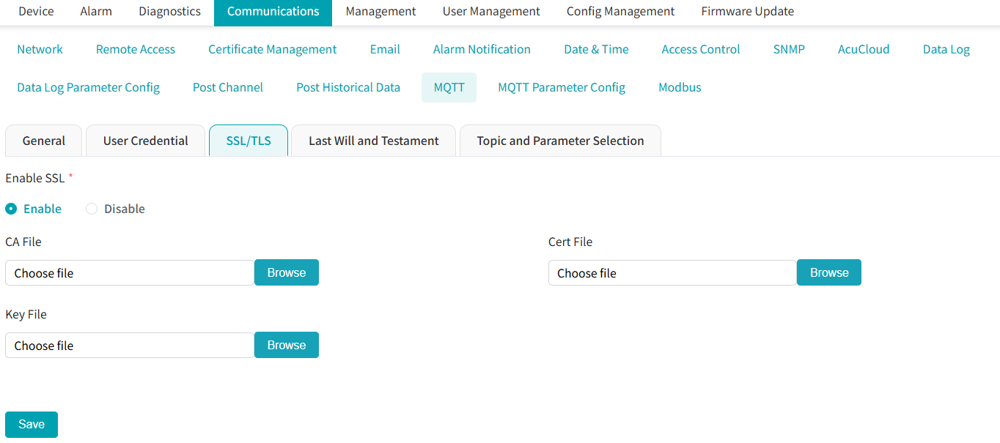 Device Alarm Diagnostics Communications Management User Management Config Management Firmware Update
Network Remote Access Certificate Management Email Alarm Notification Date & Time Access Control SNMP AcuCloud Data Log
Data Log Parameter Config Post Channel Post Historical Data MQTT MQTT Parameter Config Modbus
General User Credential SSL/TLS Last Will and Testament Topic and Parameter Selection
Enable SSL *
Enable Disable
CA File Cert File
Choose file Browse Choose file Browse
Key File
Choose file Browse
Save